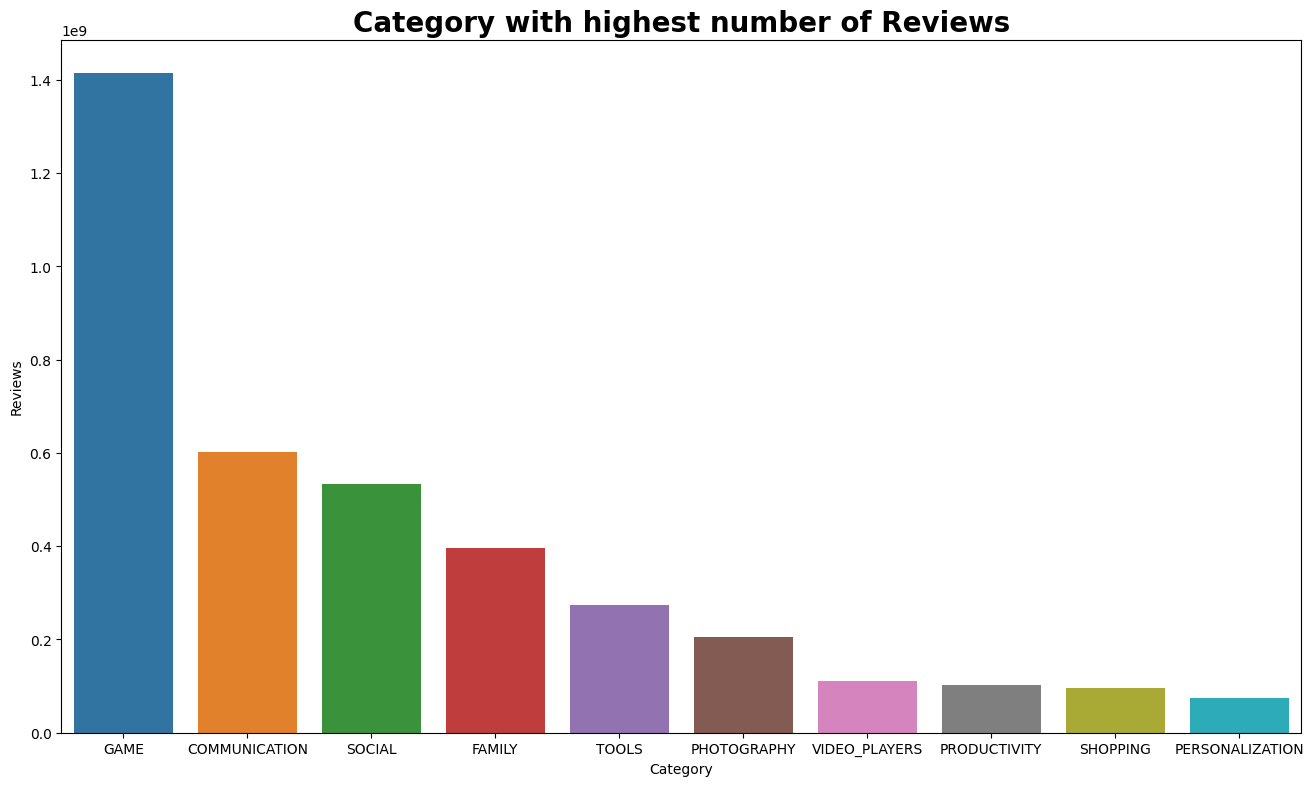 Category with highest number of Reviews
1e9
1.4
1.2
1.0
0.8
0.6
0.4
0.2
0.0
Reviews
GAME COMMUNICATION SOCIAL FAMILY TOOLS PHOTOGRAPHY VIDEO_PLAYERS PRODUCTIVITY SHOPPING PERSONALIZATION
Category